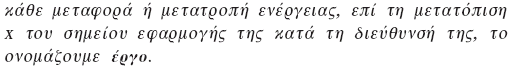 κάθε μεταφορά ή μετατροπή ενέργειας, επί τη μετατόπιση
x του σημείου εφαρμογής της κατά τη διεύθυνσή της, το
ονομάζουμε έργο.